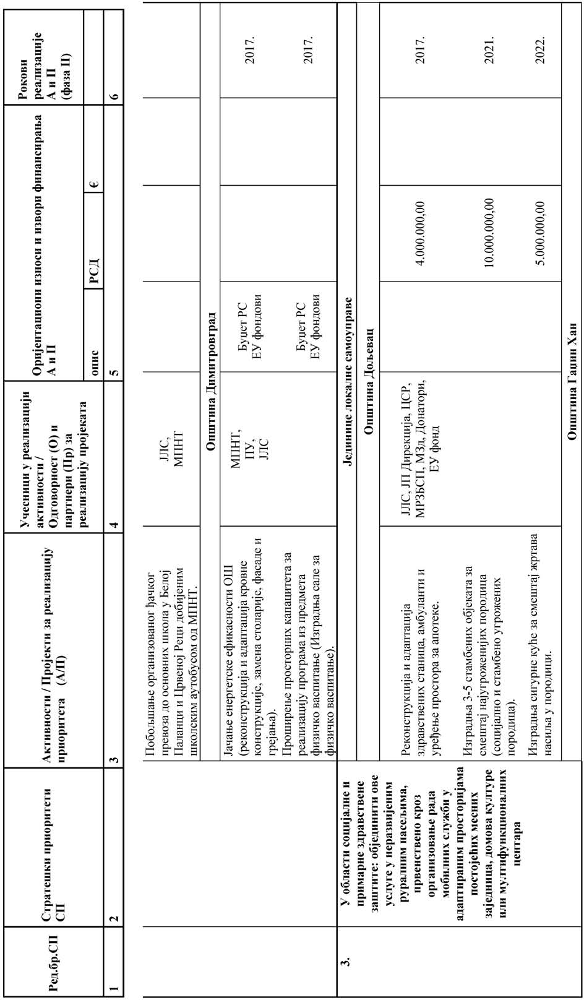 Ред.бр.СП
Стратешки приоритети
СП
Активности / Пројекти за реализацију
приоритета (А/П)
Учесници у реализацији
активности /
Одговорност (О) и
партнери (Пр) за
реализацију пројеката
Оријентациони износи и извори финансирања
А и П
опис
РСД
€
Рокови
реализације
А и П
(фаза II)
1
2
3
4
5
6
Побољшање организованог ђачког
превоза до основних школа у Белој
Паланци и Црвеној Реци добијеним
школским аутобусом од МПНТ.
ЈЛС,
МПНТ
Општина Димитровград
Јачање енергетске ефикасности ОШ
(реконструкција и адаптација кровне
конструкције, замена столарије, фасаде и
грејања).
МПНТ,
ПУ,
ЈЛС
Буџет РС
ЕУ фондови
2017.
Проширење просторних капацитета за
реализацију програма из предмета
физичко васпитање (Изградња сале за
физичко васпитање).
Буџет РС
ЕУ фондови
2017.
3.
У области социјалне и
примарне здравствене
заштите: објединити ове
услуге у неразвијеним
руралним насељима,
првенствено кроз
организовање рада
мобилних служби у
адаптираним просторијама
постојећих месних
заједница, домова културе
или мултифункционалних
центара
Јединице локалне самоуправе
Општина Дољевац
Реконструкција и адаптација
здравствених станица, амбуланти и
уређење простора за апотеке.
ЈЛС, ЈП Дирекција, ЦСР,
МРЗБСП, МЗд, Донатори,
ЕУ фонд
4.000.000,00
2017.
Изградња 3-5 стамбених објеката за
смештај најугроженијих породица
(социјално и стамбено угрожених
породица).
10.000.000,00
2021.
Изградња сигурне куће за смештај жртава
насиља у породици.
5.000.000,00
2022.
Општина Гаџин Хан